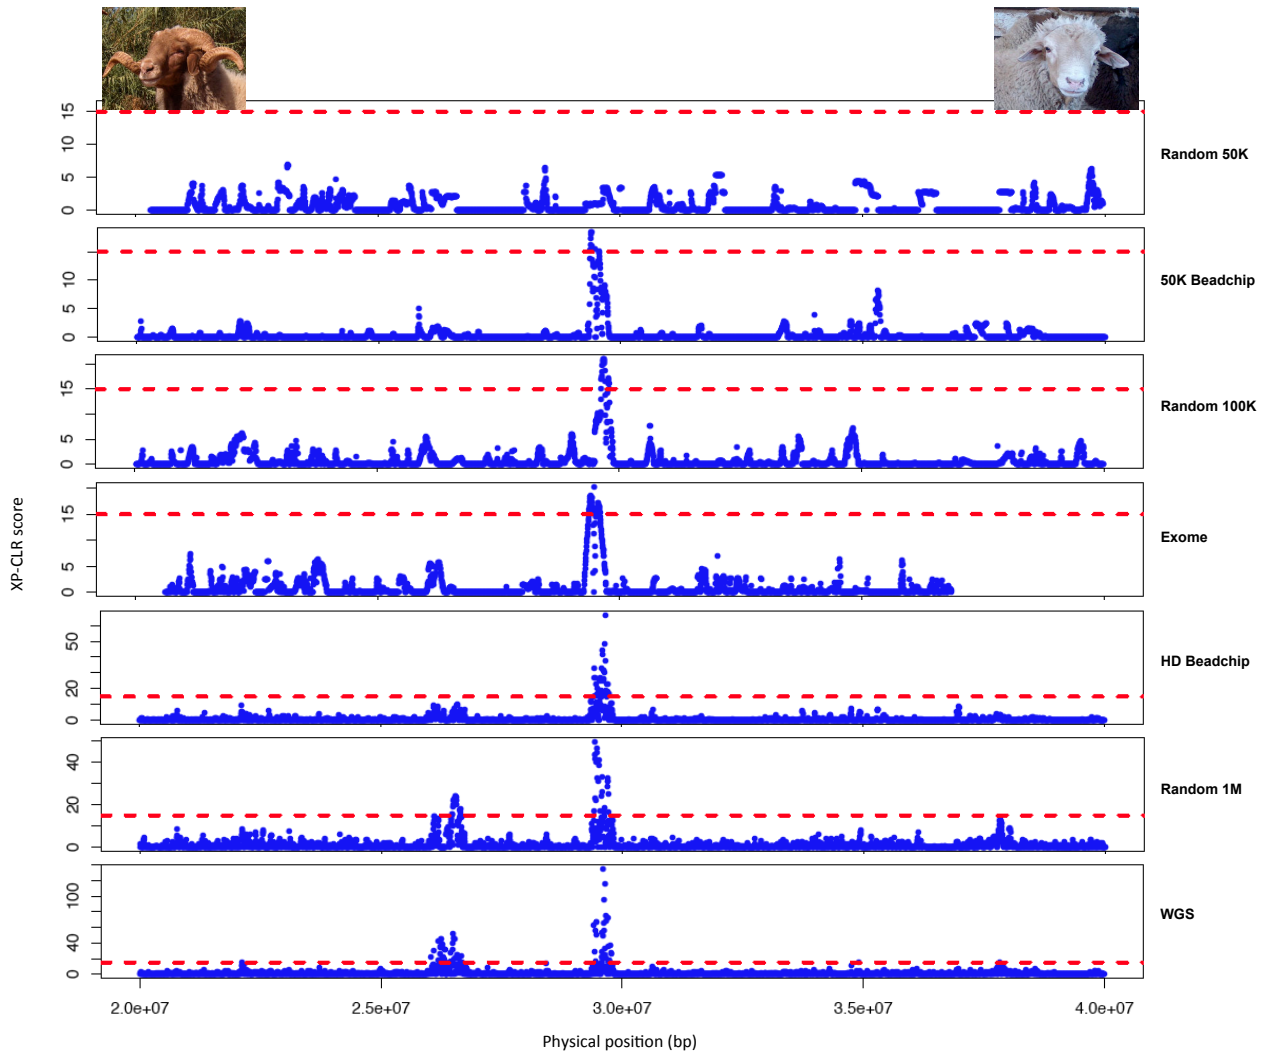 15
10
5
0
Random 50K
10
5
0
50K Beadchip
15
5
0
Random 100K
15
5
0
Exome
XP-CLR score
50
20
0
HD Beadchip
40
20
0
Random 1M
100
40
0
WGS
2.0e+07 2.5e+07 3.0e+07 3.5e+07 4.0e+07
Physical position (bp)